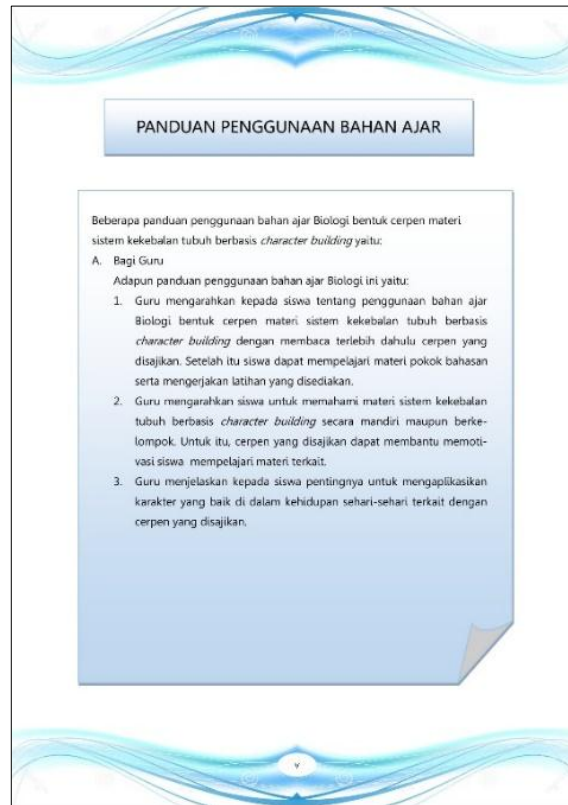 PANDUAN PENGGUNAAN BAHAN AJAR
Beberapa panduan penggunaan bahan ajar Biologi bentuk cerpen materi
sistem kekebalan tubuh berbasis character building yaitu:
A. Bagi Guru
Adapun panduan penggunaan bahan ajar Biologi ini yaitu:
1. Guru mengarahkan kepada siswa tentang penggunaan bahan ajar
Biologi bentuk cerpen materi sistem kekebalan tubuh berbasis
character building dengan membaca terlebih dahulu cerpen yang
disajikan. Setelah itu siswa dapat mempelajari materi pokok bahasan
serta mengerjakan latihan yang disediakan.
2. Guru mengarahkan siswa untuk memahami materi sistem kekebalan
tubuh berbasis character building secara mandiri maupun berke-
lompok. Untuk itu, cerpen yang disajikan dapat membantu memoti-
vasi siswa mempelajari materi terkait.
3. Guru menjelaskan kepada siswa pentingnya untuk mengaplikasikan
karakter yang baik di dalam kehidupan sehari-sehari terkait dengan
cerpen yang disajikan.
v